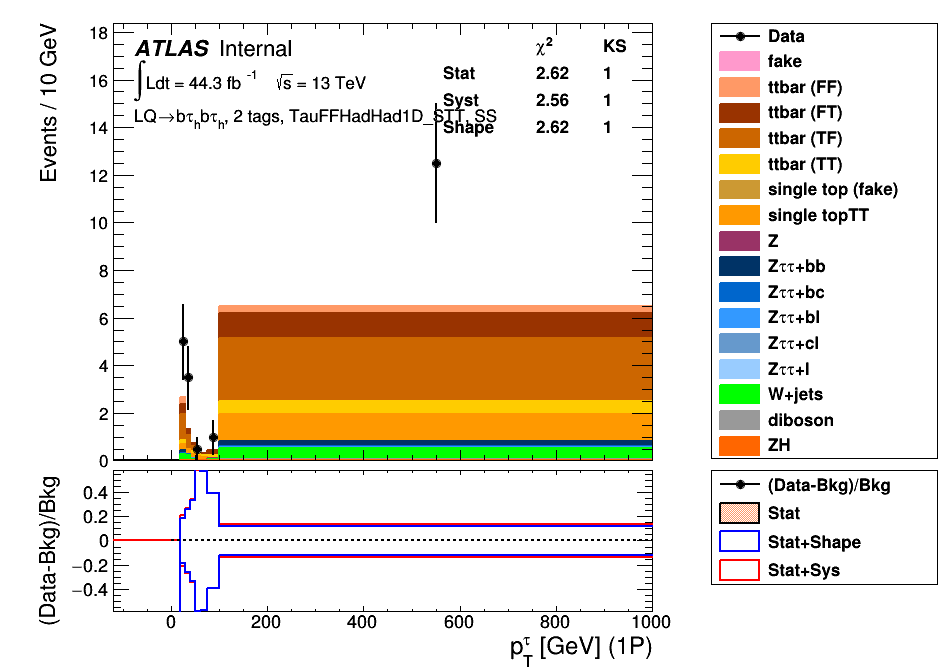 Events / 10 GeV
18
16
14
12
10
8
6
4
2
0
ATLAS Internal
∫Ldt = 44.3 fb⁻¹ √s = 13 TeV
LQ→bτₕbτₕ, 2 tags, TauFFHadHad1D_STT, SS
χ² KS
Stat 2.62 1
Syst 2.56 1
Shape 2.62 1
Data
fake
ttbar (FF)
ttbar (FT)
ttbar (TF)
ttbar (TT)
single top (fake)
single topTT
Z
Zττ+bb
Zττ+bc
Zττ+bl
Zττ+cl
Zττ+l
W+jets
diboson
ZH
(Data-Bkg)/Bkg
0.4
0.2
0
−0.2
−0.4
0 200 400 600 800 1000
p_T^τ [GeV] (1P)
(Data-Bkg)/Bkg
Stat
Stat+Shape
Stat+Sys